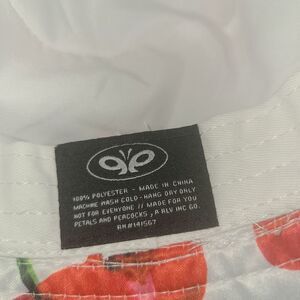 100% POLYESTER - MADE IN CHINA
MACHINE WASH COLD - HANG DRY ONLY
NOT FOR EVERYONE // MADE FOR YOU
PETALS AND PEACOCKS, A RLV INC CO
RN#141567